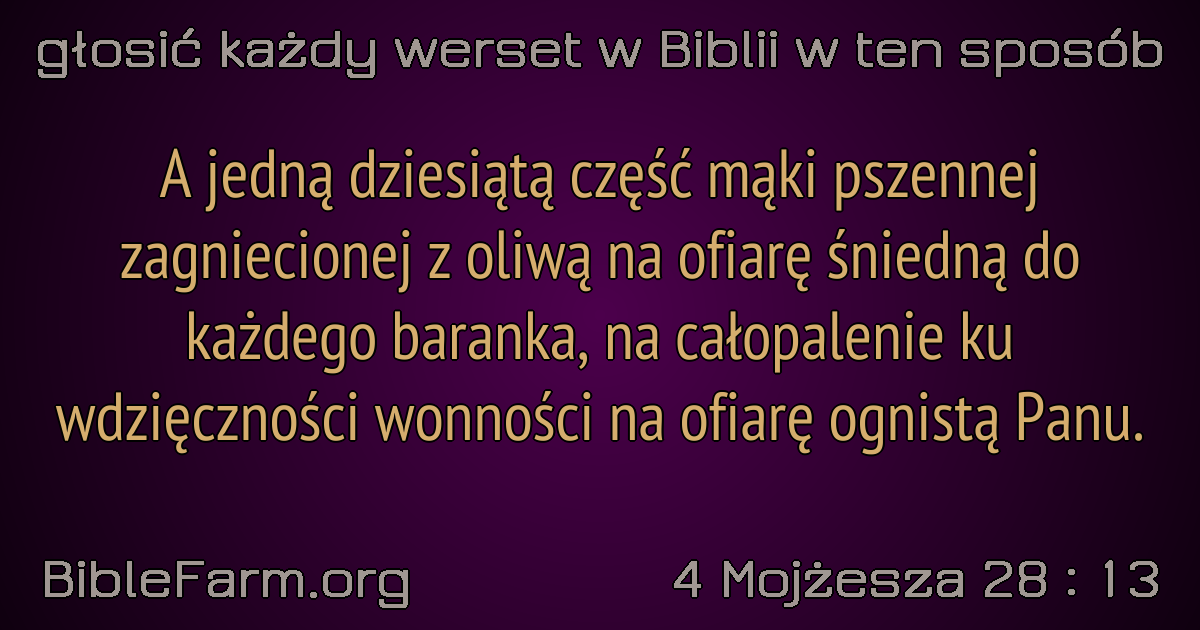 głosić każdy werset w Biblii w ten sposób
A jedną dziesiątą część mąki pszennej
zagniecionej z oliwą na ofiarę śniedną do
każdego baranka, na całopalenie ku
wdzięczności wonności na ofiarę ognistą Panu.
BibleFarm.org
4 Mojżesza 28 : 13